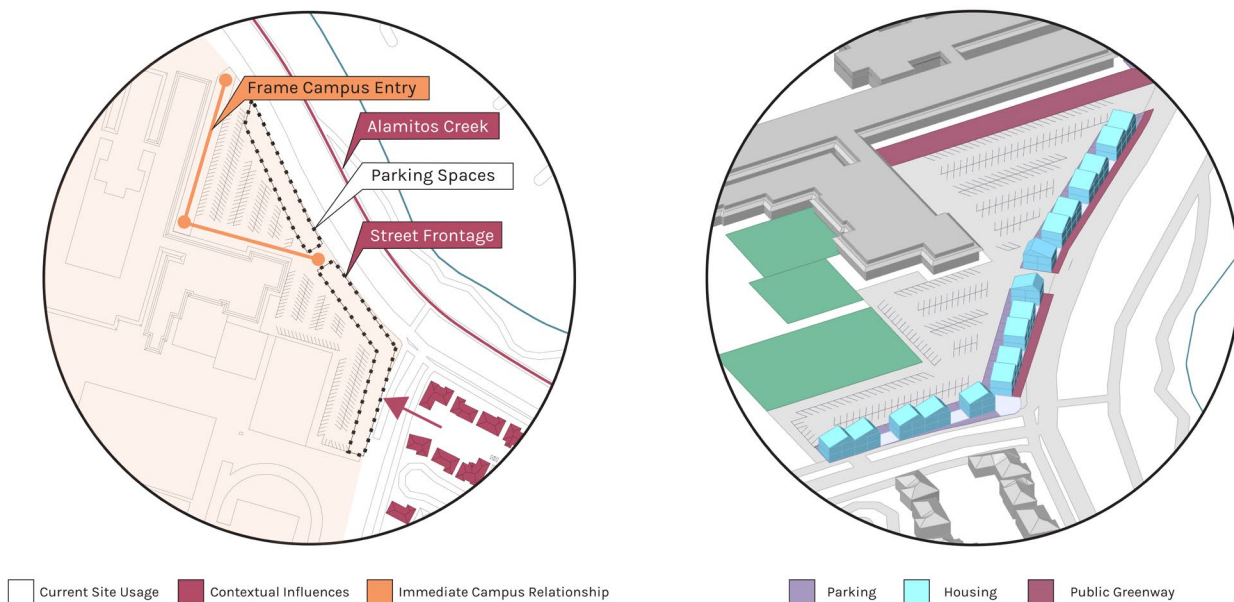 Frame Campus Entry
Alamitos Creek
Parking Spaces
Street Frontage
Current Site Usage
Contextual Influences
Immediate Campus Relationship
Parking
Housing
Public Greenway